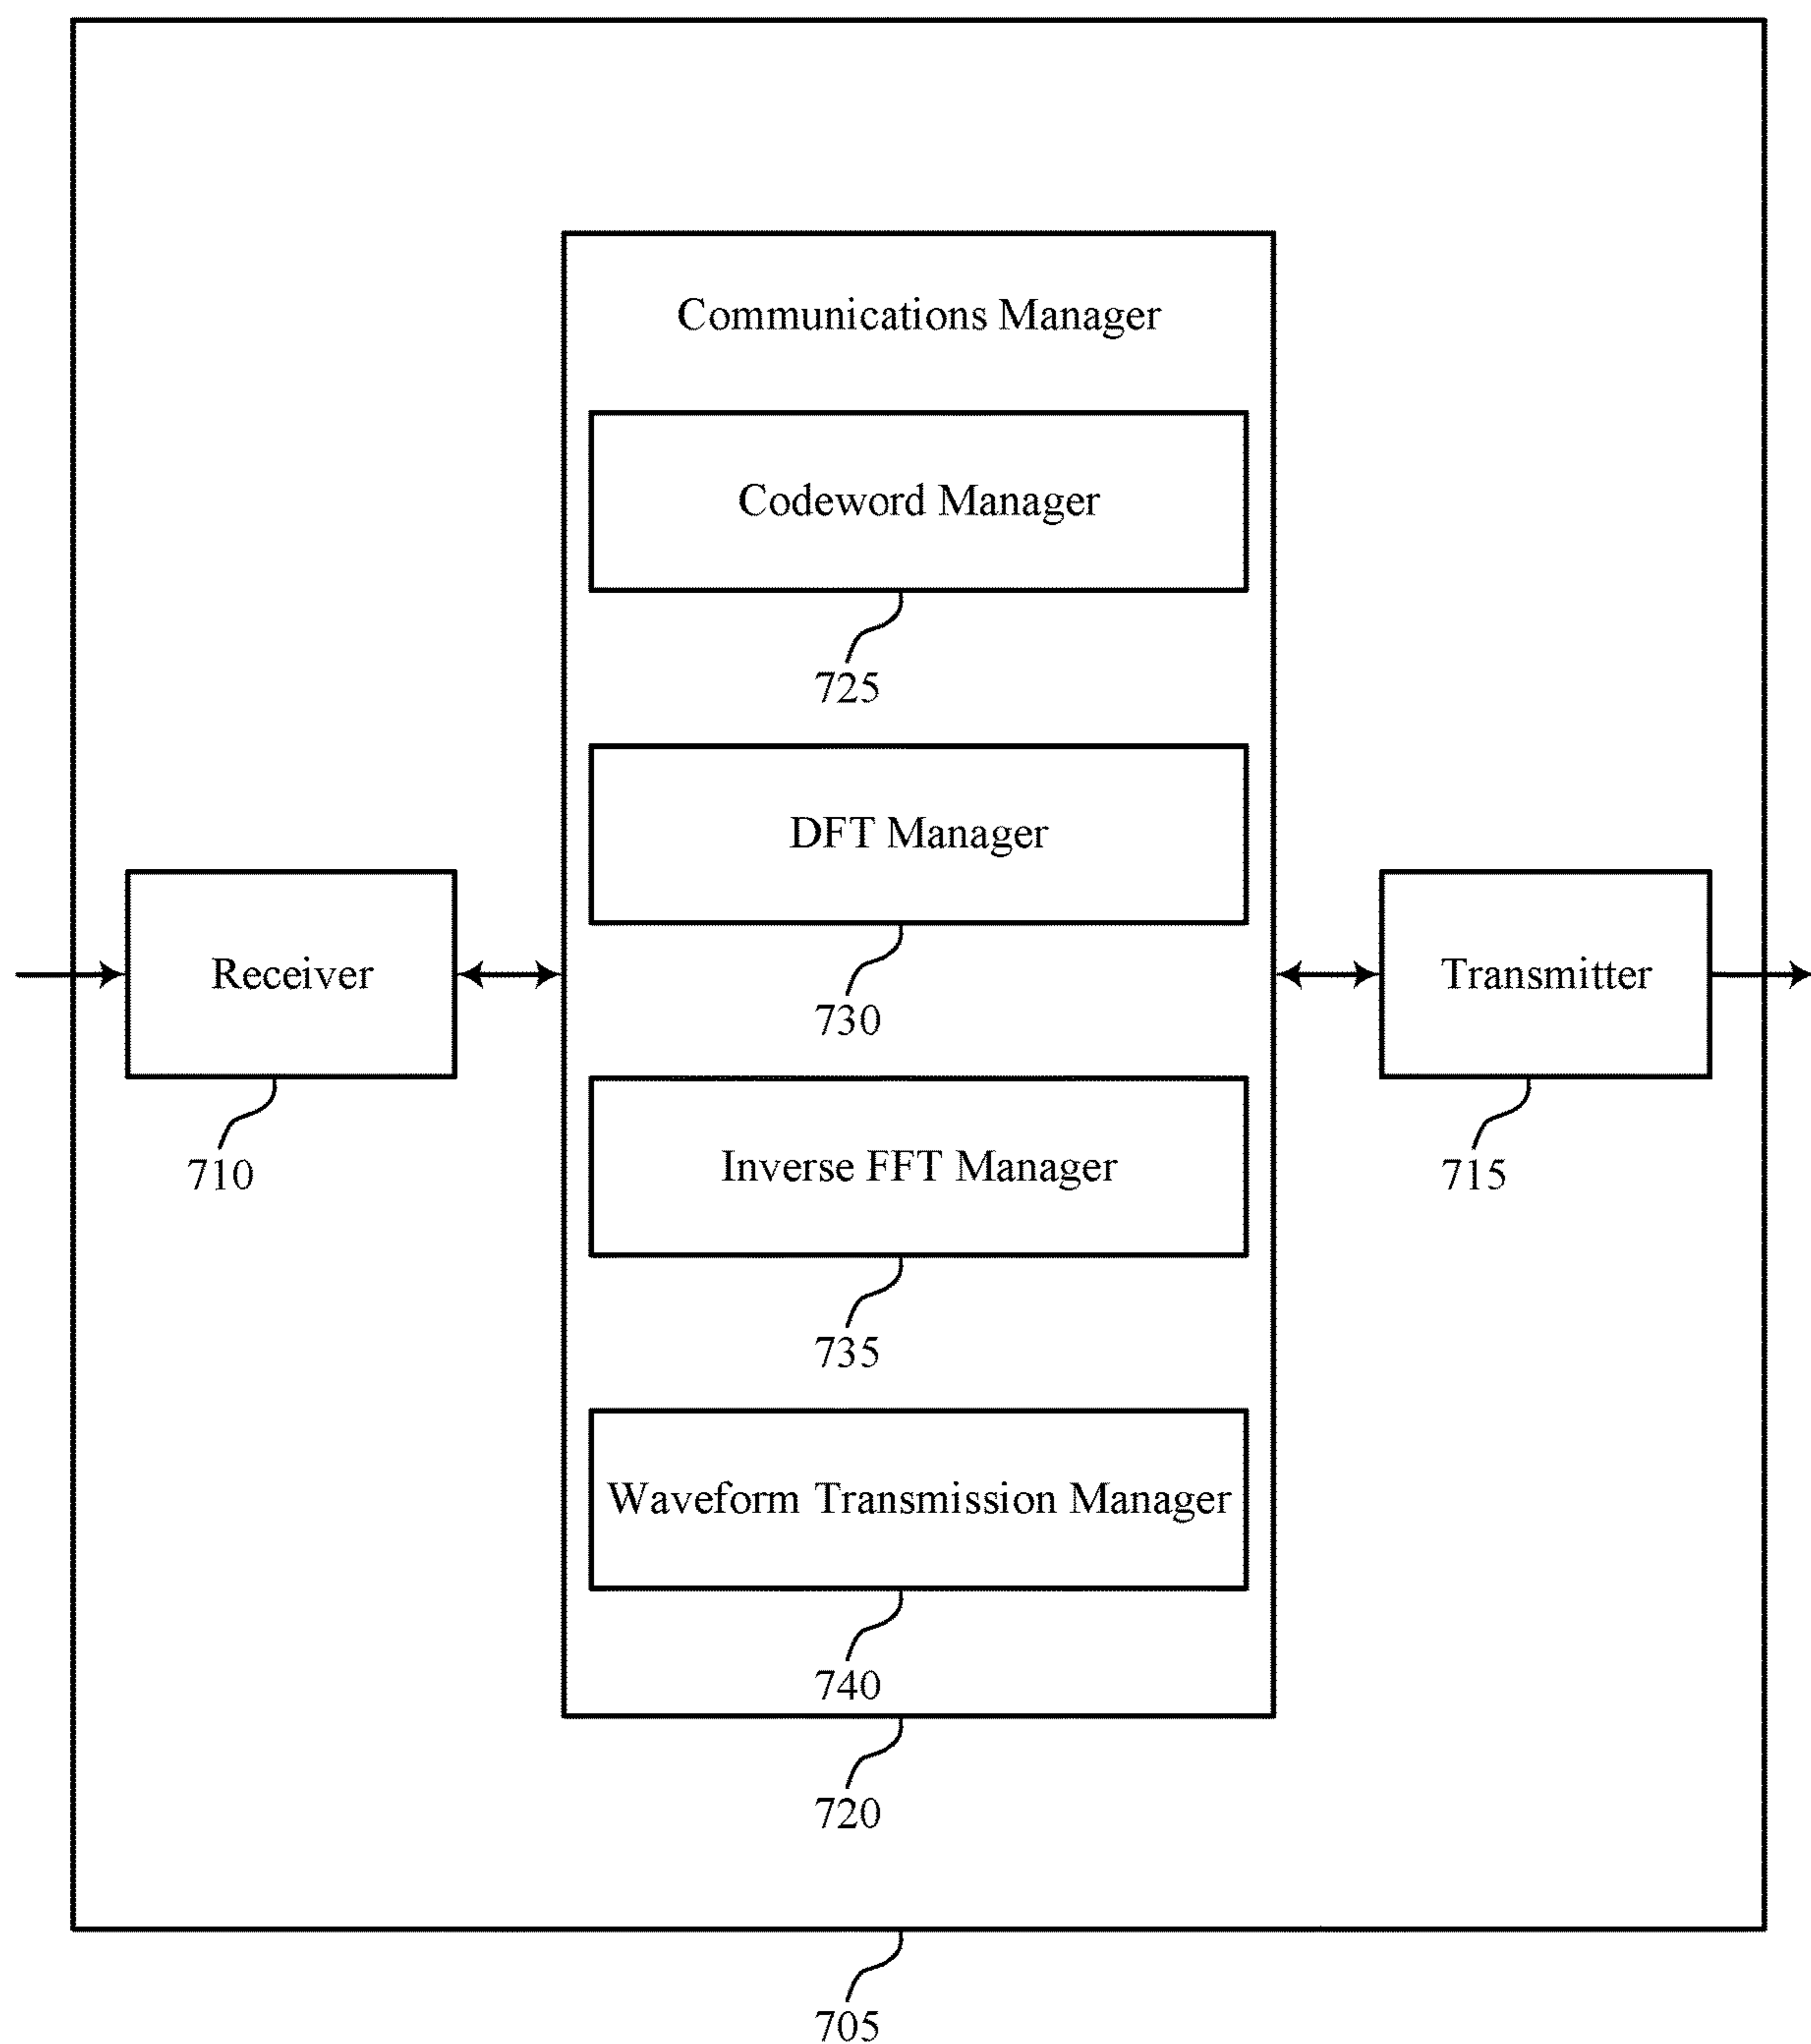 Communications Manager
Codeword Manager
725
DFT Manager
730
Receiver
710
Transmitter
715
Inverse FFT Manager
735
Waveform Transmission Manager
740
720
705